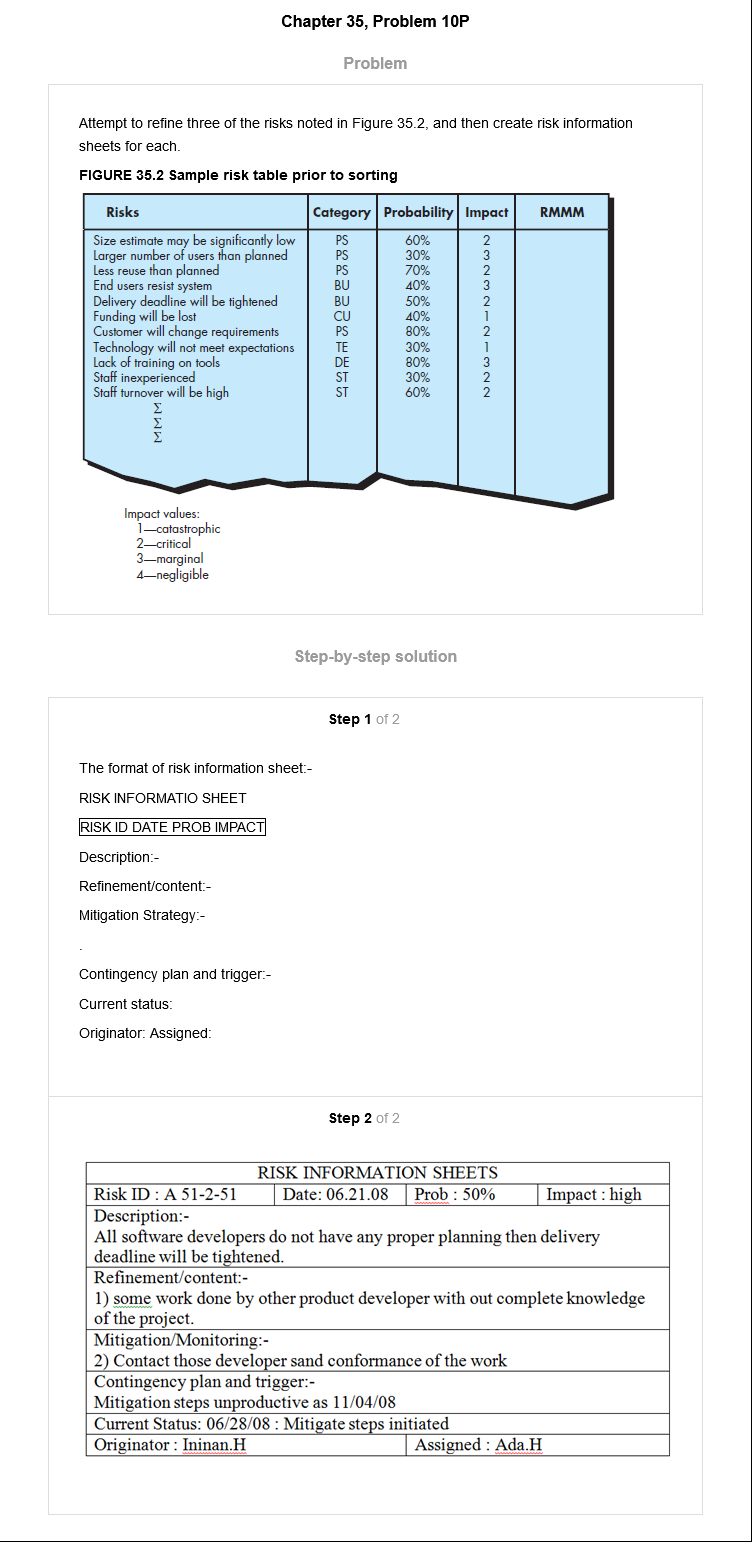 Chapter 35, Problem 10P
Problem
Attempt to refine three of the risks noted in Figure 35.2, and then create risk information
sheets for each.
FIGURE 35.2 Sample risk table prior to sorting
Risks Category Probability Impact RMMM
Size estimate may be significantly low PS 60% 2
Larger number of users than planned PS 30% 3
Less reuse than planned PS 70% 2
End users resist system BU 40% 3
Delivery deadline will be tightened BU 50% 2
Funding will be lost CU 40% 1
Customer will change requirements PS 80% 2
Technology will not meet expectations TE 30% 1
Lack of training on tools DE 80% 3
Staff inexperienced ST 30% 2
Staff turnover will be high ST 60% 2
Σ
Σ
Σ
Impact values:
1—catastrophic
2—critical
3—marginal
4—negligible
Step-by-step solution
Step 1 of 2
The format of risk information sheet:-
RISK INFORMATIO SHEET
RISK ID DATE PROB IMPACT
Description:-
Refinement/content:-
Mitigation Strategy:-
.
Contingency plan and trigger:-
Current status:
Originator: Assigned:
Step 2 of 2
RISK INFORMATION SHEETS
Risk ID : A 51-2-51 Date: 06.21.08 Prob : 50% Impact : high
Description:-
All software developers do not have any proper planning then delivery
deadline will be tightened.
Refinement/content:-
1) some work done by other product developer with out complete knowledge
of the project.
Mitigation/Monitoring:-
2) Contact those developer sand conformance of the work
Contingency plan and trigger:-
Mitigation steps unproductive as 11/04/08
Current Status: 06/28/08 : Mitigate steps initiated
Originator : Ininan.H Assigned : Ada.H